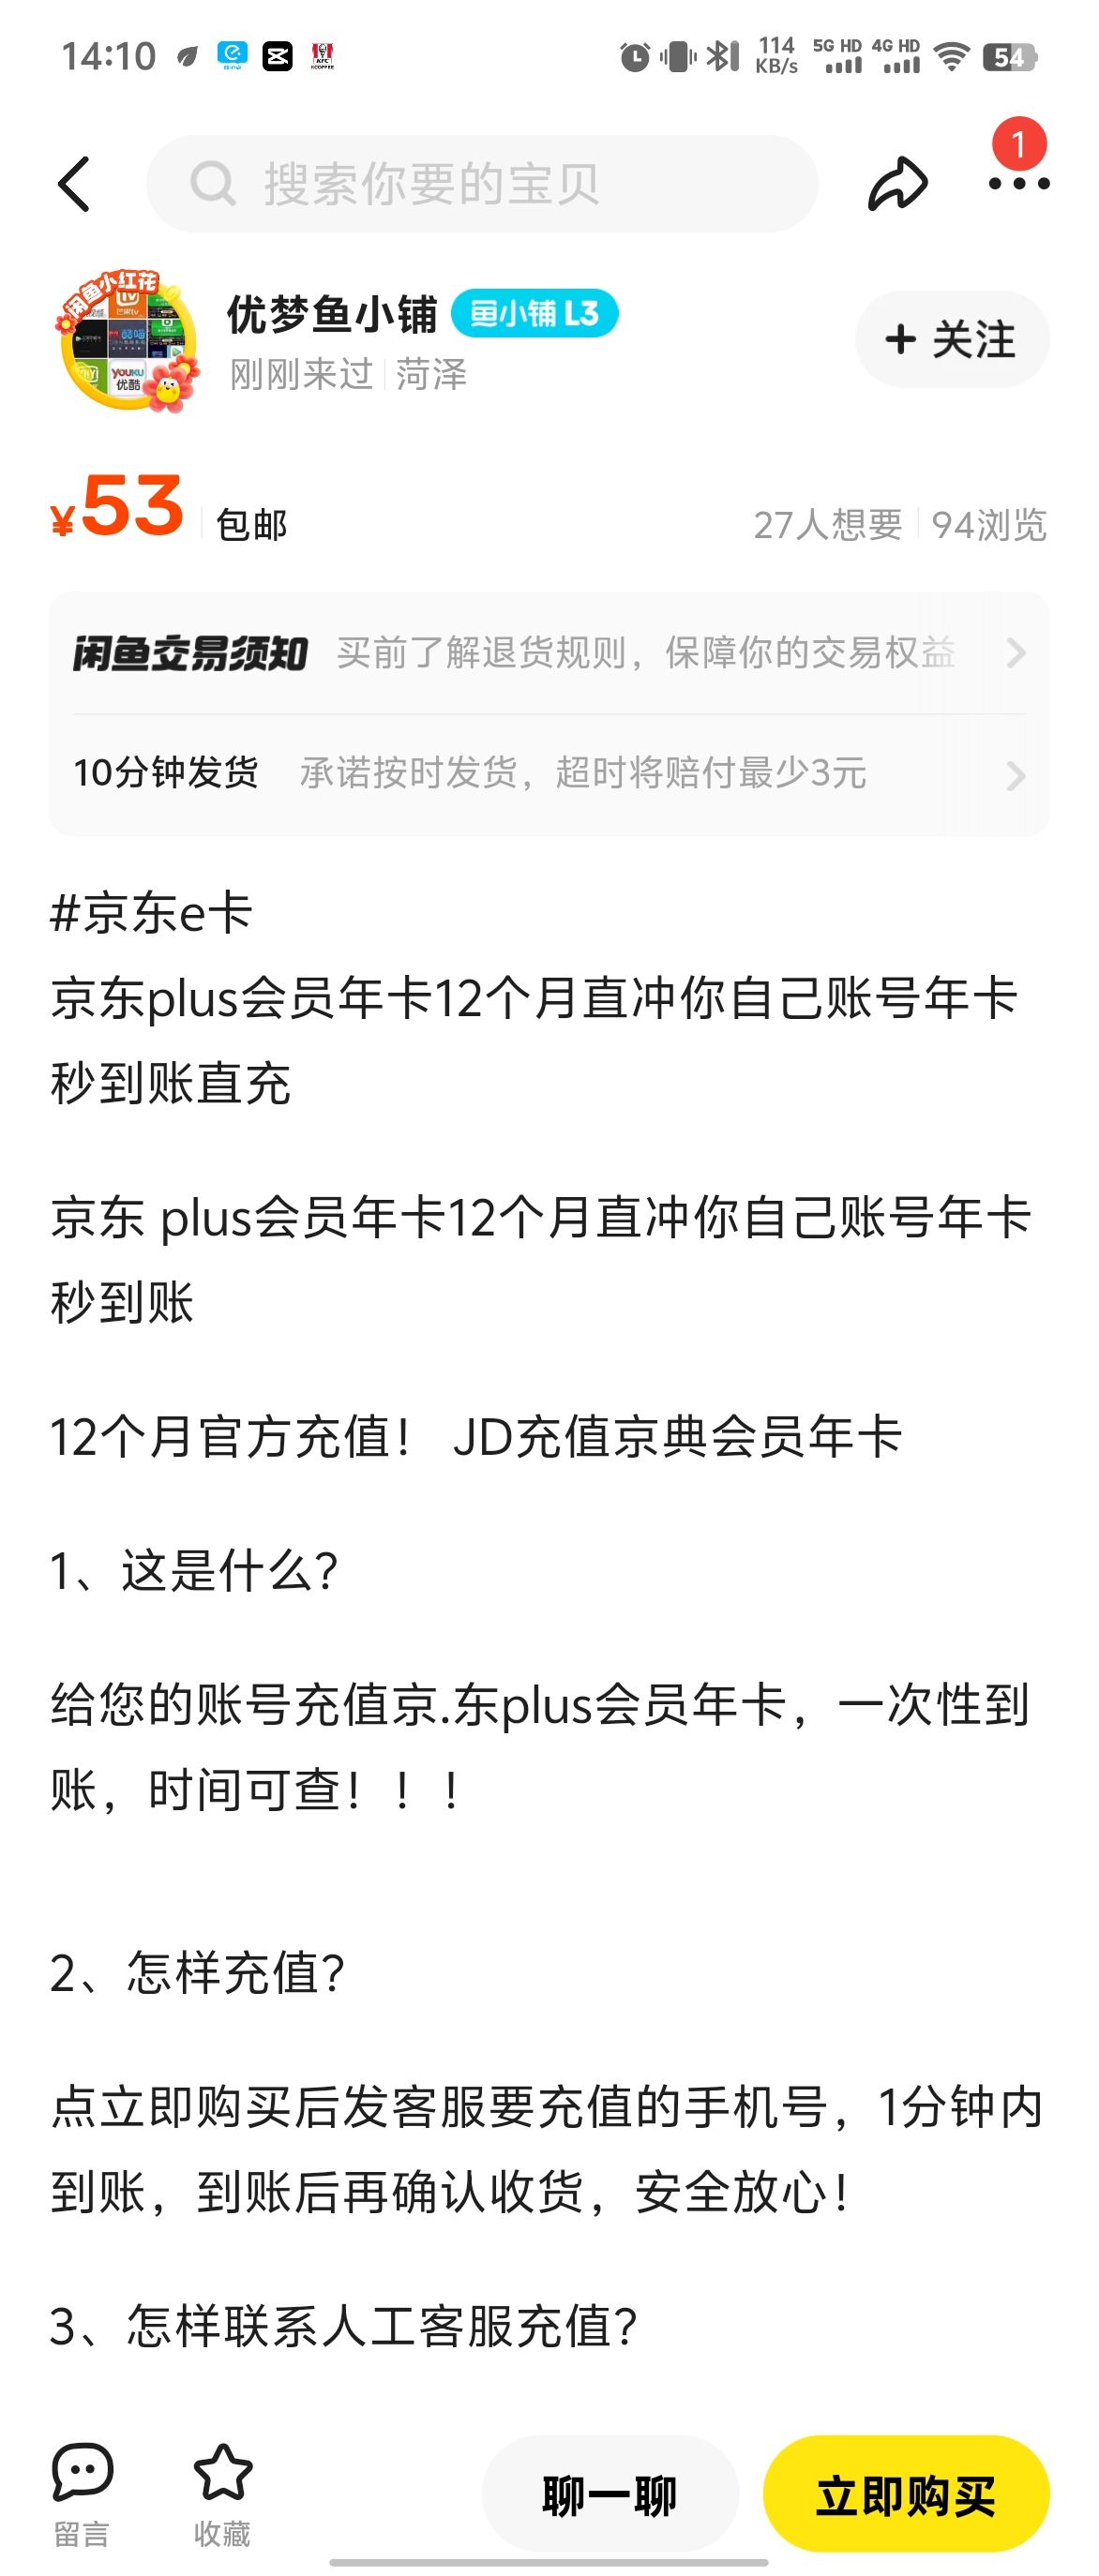 14:10
114 KB/s 5G HD 4G HD 54
搜索你要的宝贝
1
闲鱼小红花
优梦鱼小铺 鱼小铺 L3
YOUKU
优酷
刚刚来过 菏泽
+ 关注
¥53 包邮 27人想要 94浏览
闲鱼交易须知 买前了解退货规则，保障你的交易权益
10分钟发货 承诺按时发货，超时将赔付最少3元
#京东e卡
京东plus会员年卡12个月直冲你自己账号年卡
秒到账直充
京东 plus会员年卡12个月直冲你自己账号年卡
秒到账
12个月官方充值！ JD充值京典会员年卡
1、这是什么？
给您的账号充值京.东plus会员年卡，一次性到
账，时间可查！！！
2、怎样充值？
点立即购买后发客服要充值的手机号，1分钟内
到账，到账后再确认收货，安全放心！
3、怎样联系人工客服充值？
留言 收藏 聊一聊 立即购买